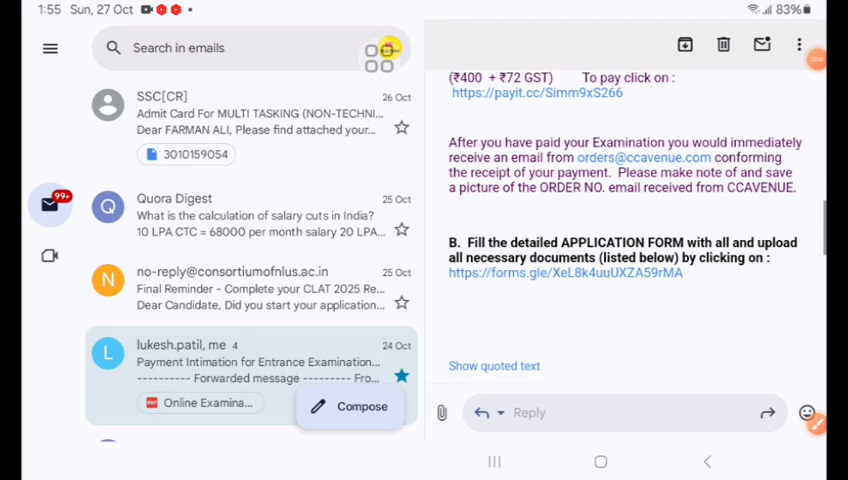 1:55 Sun, 27 Oct
83%
Search in emails
(₹400 + ₹72 GST) To pay click on :
https://payit.cc/Simm9xS266
SSC[CR] 26 Oct
Admit Card For MULTI TASKING (NON-TECHNI...
Dear FARMAN ALI, Please find attached your...
3010159054
After you have paid your Examination you would immediately
receive an email from orders@ccavenue.com conforming
the receipt of your payment. Please make note of and save
a picture of the ORDER NO. email received from CCAVENUE.
99+
Quora Digest 25 Oct
What is the calculation of salary cuts in India?
10 LPA CTC = 68000 per month salary 20 LPA...
B. Fill the detailed APPLICATION FORM with all and upload
all necessary documents (listed below) by clicking on :
https://forms.gle/XeL8k4uuUXZA59rMA
no-reply@consortiumofnlus.ac.in 25 Oct
Final Reminder - Complete your CLAT 2025 Re...
Dear Candidate, Did you start your application...
lukesh.patil, me 4 24 Oct
Payment Intimation for Entrance Examination...
---------- Forwarded message --------- Fro...
PDF Online Examina...
Compose
Show quoted text
Reply